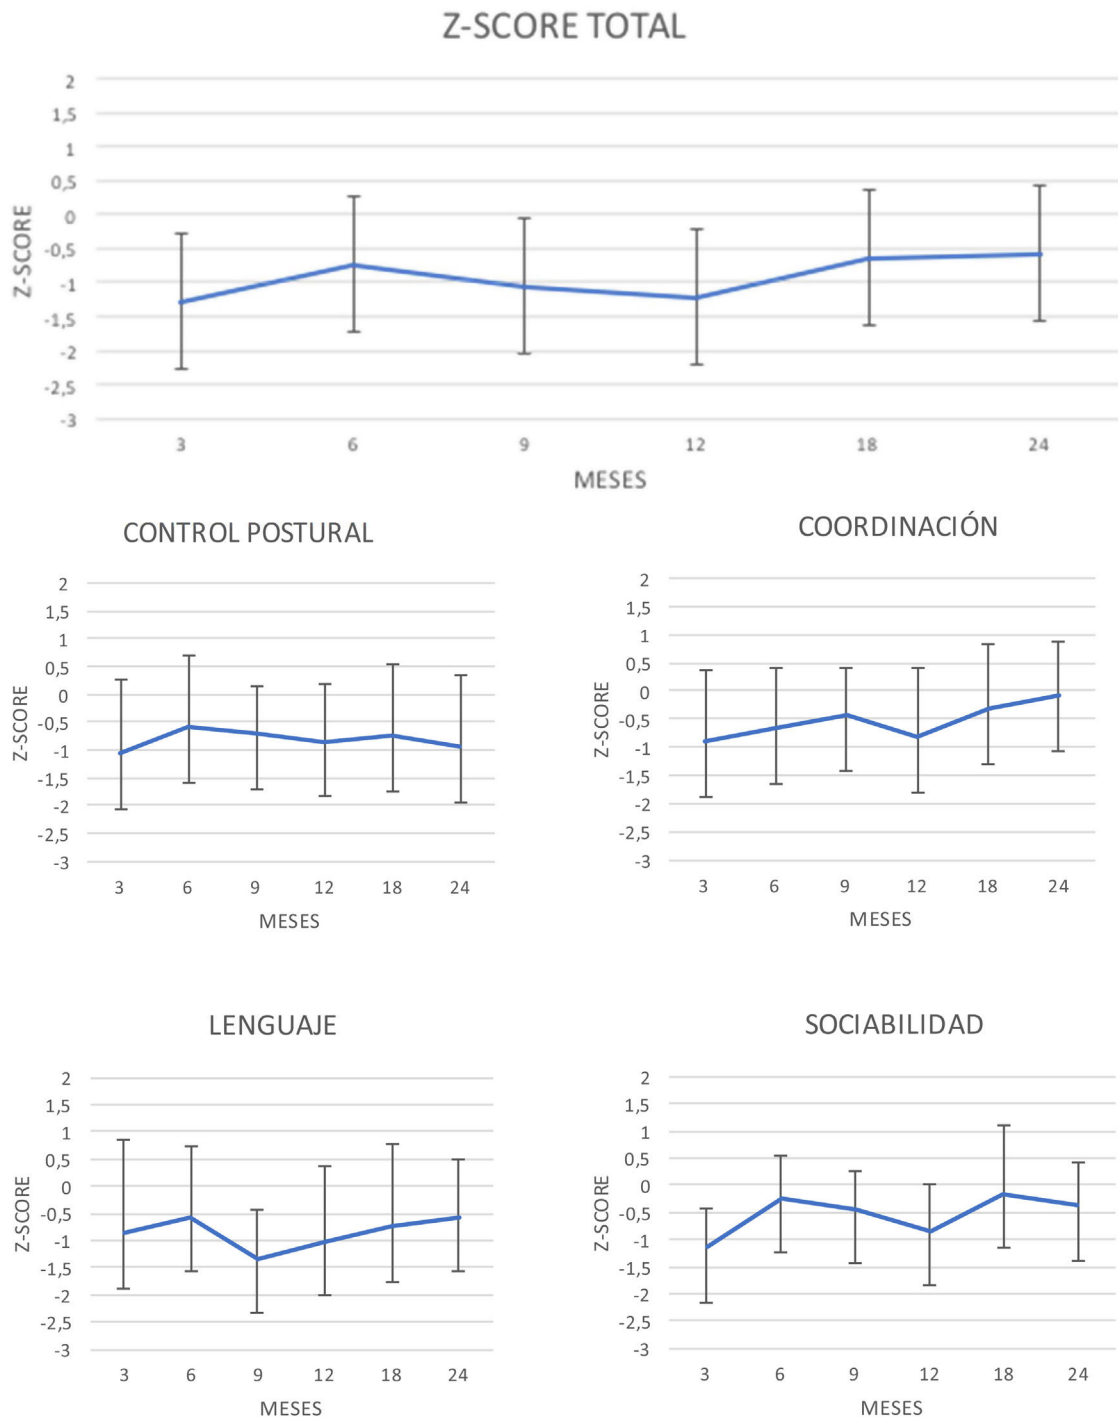 Z-SCORE TOTAL
Z-SCORE
2
1,5
1
0,5
0
-0,5
-1
-1,5
-2
-2,5
-3
3 6 9 12 18 24
MESES
CONTROL POSTURAL
Z-SCORE
2
1,5
1
0,5
0
-0,5
-1
-1,5
-2
-2,5
-3
3 6 9 12 18 24
MESES
COORDINACIÓN
Z-SCORE
2
1,5
1
0,5
0
-0,5
-1
-1,5
-2
-2,5
-3
3 6 9 12 18 24
MESES
LENGUAJE
Z-SCORE
2
1,5
1
0,5
0
-0,5
-1
-1,5
-2
-2,5
-3
3 6 9 12 18 24
MESES
SOCIABILIDAD
Z-SCORE
2
1,5
1
0,5
0
-0,5
-1
-1,5
-2
-2,5
-3
3 6 9 12 18 24
MESES